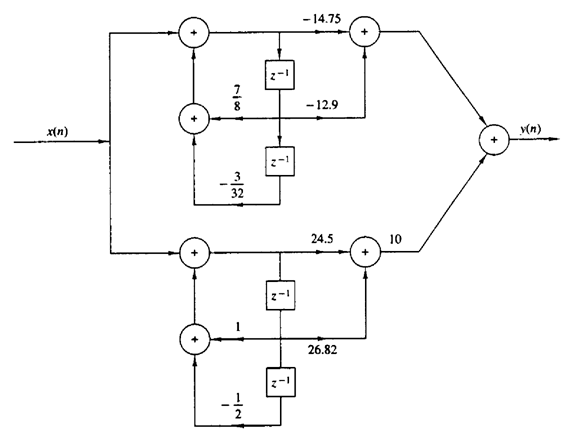 −14.75
+
+
z⁻¹
7/8
−12.9
+
x(n)
+
y(n)
z⁻¹
−3/32
24.5
10
+
+
z⁻¹
1
+
26.82
z⁻¹
−1/2